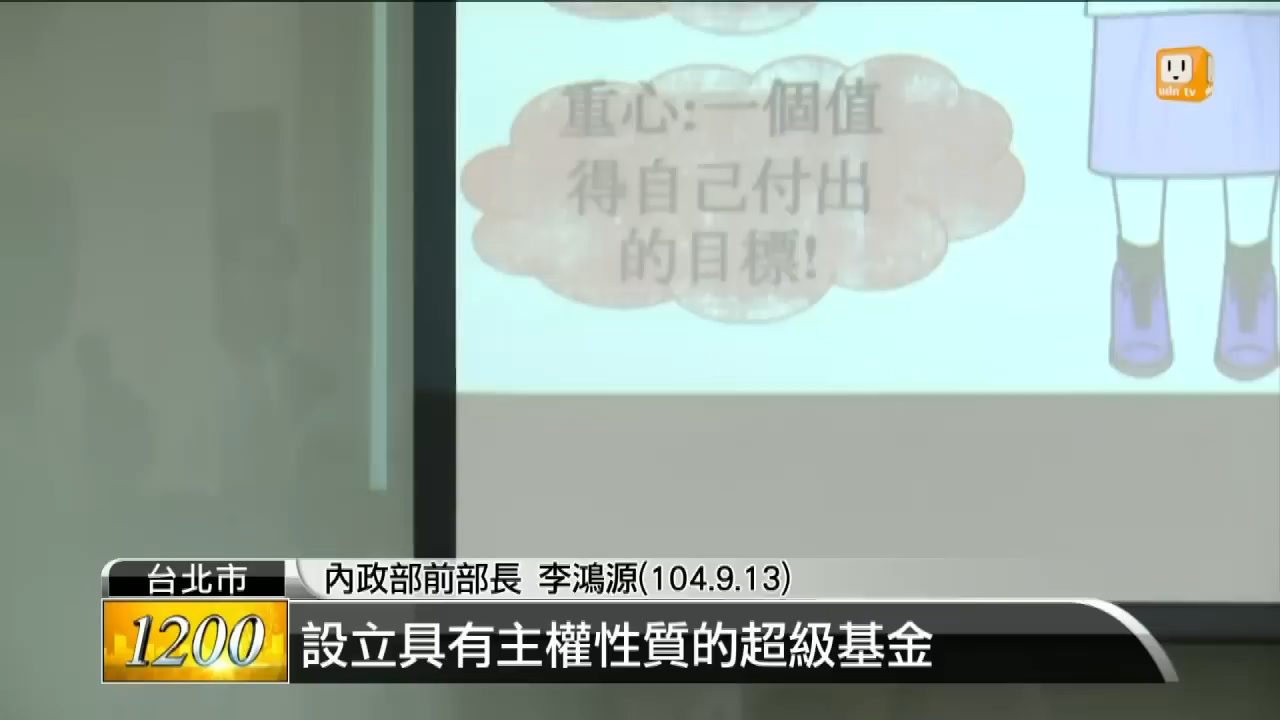 udn tv
重心:一個值
得自己付出
的目標!
台北市
內政部前部長 李鴻源(104.9.13)
1200
設立具有主權性質的超級基金